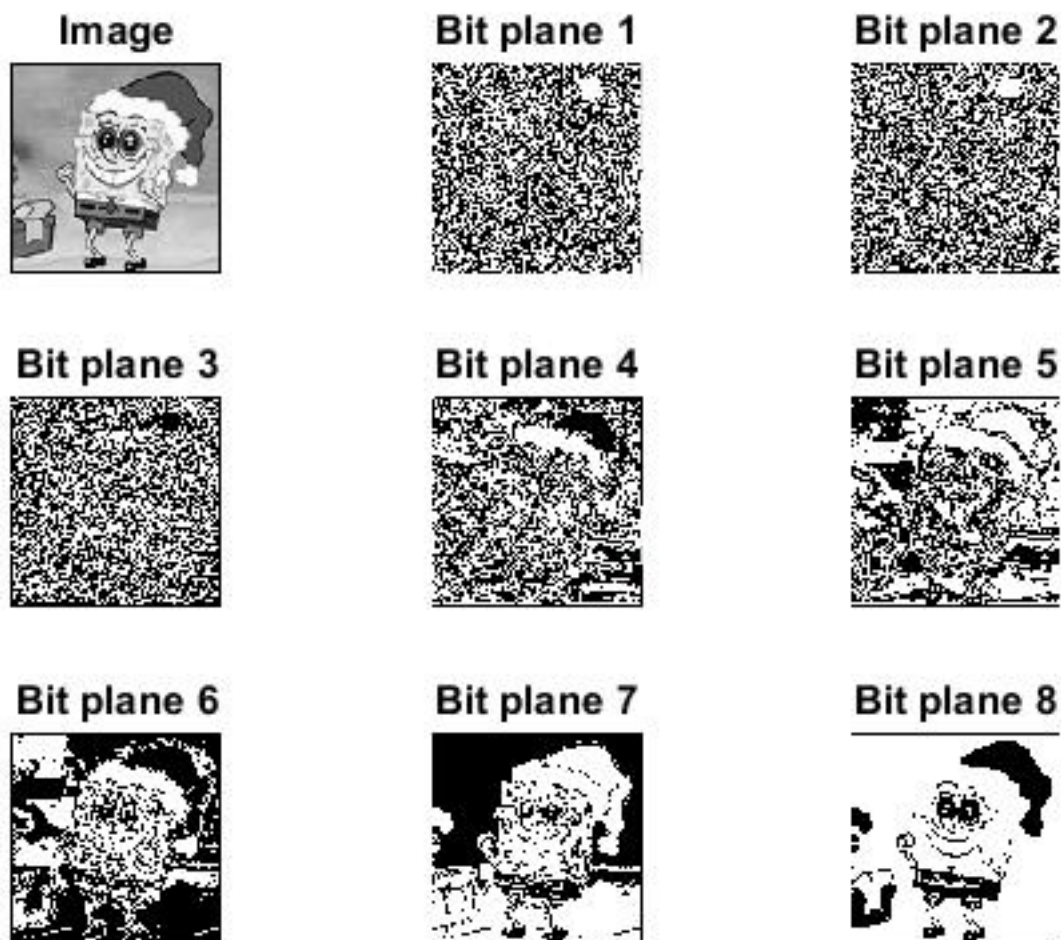 Image
Bit plane 1
Bit plane 2
Bit plane 3
Bit plane 4
Bit plane 5
Bit plane 6
Bit plane 7
Bit plane 8